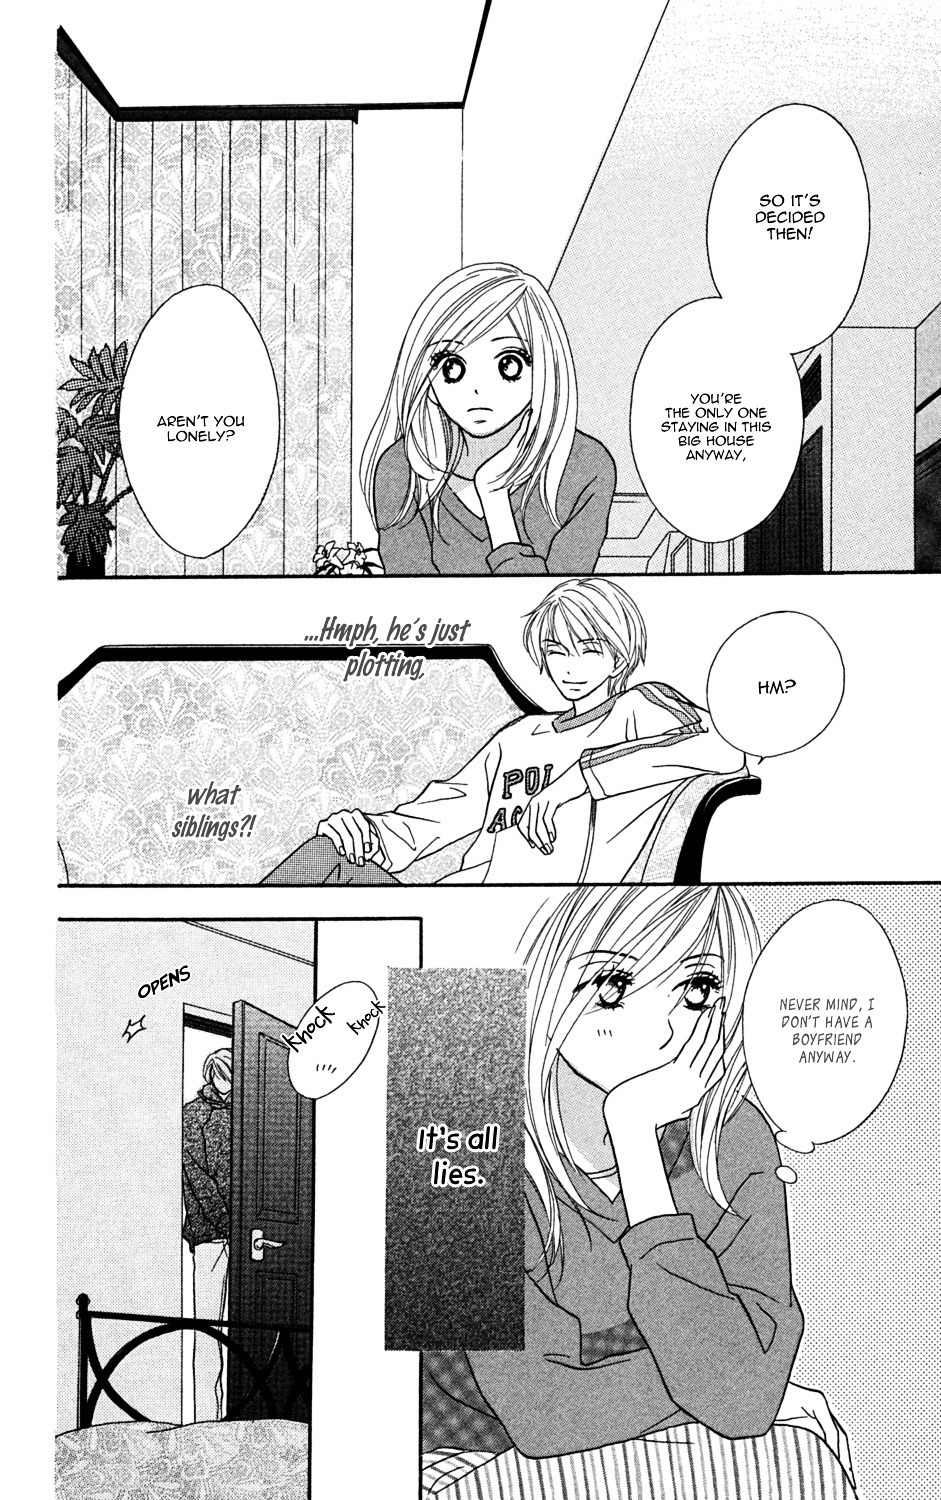 SO IT'S
DECIDED
THEN!
YOU'RE
THE ONLY ONE
STAYING IN THIS
BIG HOUSE
ANYWAY,
AREN'T YOU
LONELY?
HM?
...Hmph, he's just
plotting,
POL
what
siblings?!
NEVER MIND, I
DON'T HAVE A
BOYFRIEND
ANYWAY.
It's all
lies.
knock
knock
OPENS